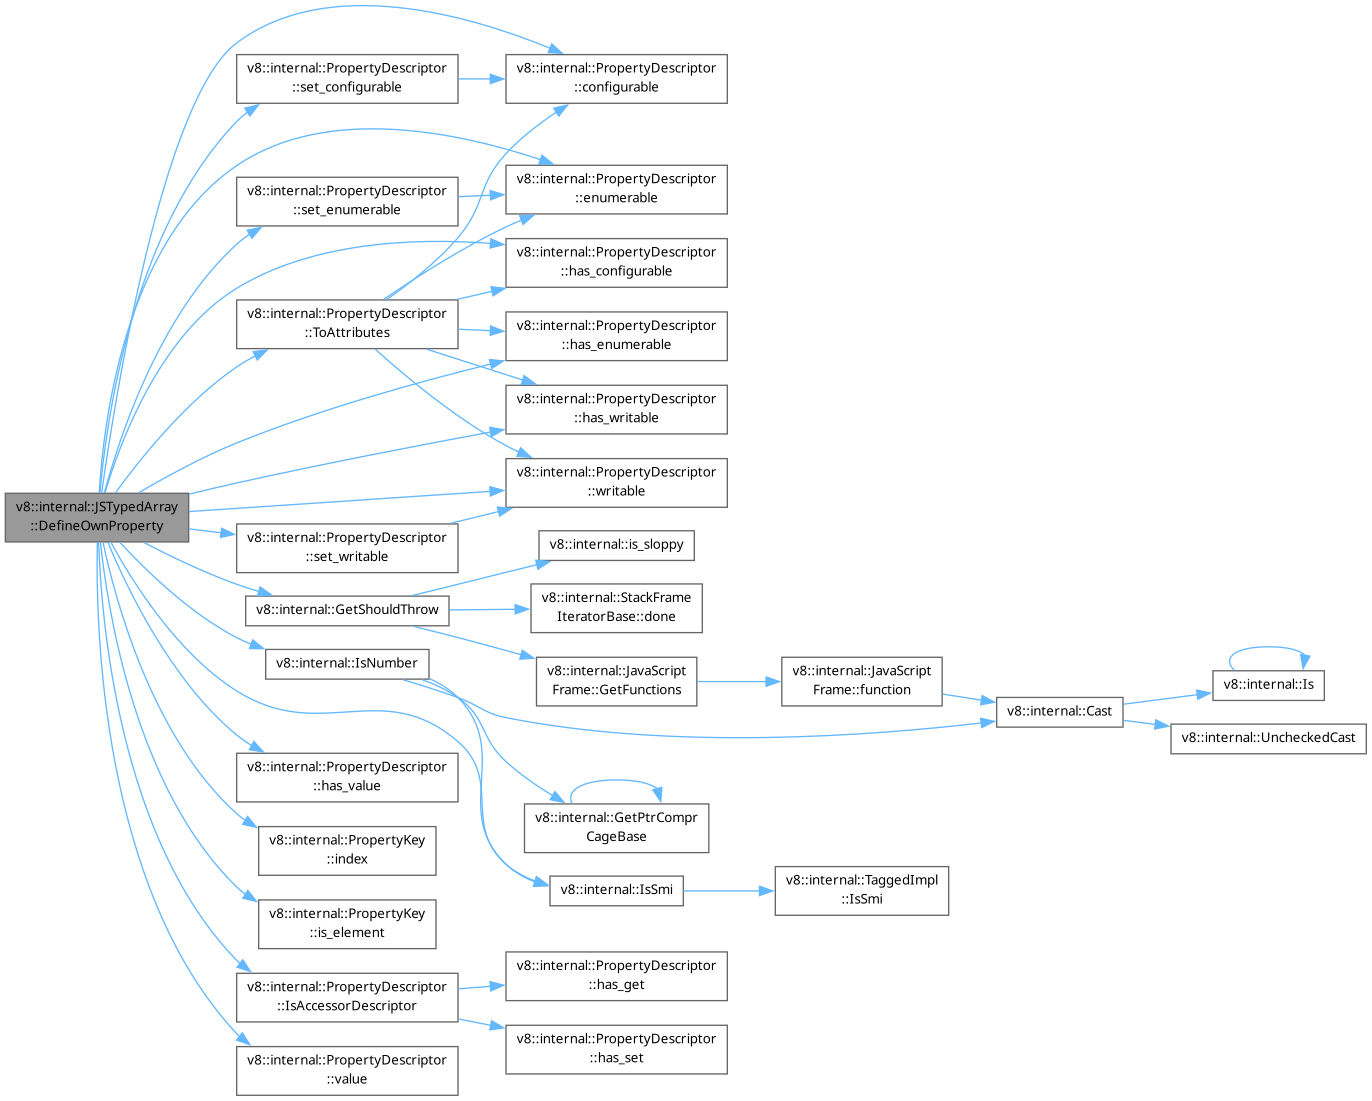 v8::internal::PropertyDescriptor
::set_configurable
v8::internal::PropertyDescriptor
::configurable
v8::internal::PropertyDescriptor
::set_enumerable
v8::internal::PropertyDescriptor
::enumerable
v8::internal::PropertyDescriptor
::has_configurable
v8::internal::PropertyDescriptor
::ToAttributes
v8::internal::PropertyDescriptor
::has_enumerable
v8::internal::PropertyDescriptor
::has_writable
v8::internal::PropertyDescriptor
::writable
v8::internal::JSTypedArray
::DefineOwnProperty
v8::internal::PropertyDescriptor
::set_writable
v8::internal::is_sloppy
v8::internal::GetShouldThrow
v8::internal::StackFrame
IteratorBase::done
v8::internal::IsNumber
v8::internal::JavaScript
Frame::GetFunctions
v8::internal::JavaScript
Frame::function
v8::internal::Cast
v8::internal::Is
v8::internal::UncheckedCast
v8::internal::PropertyDescriptor
::has_value
v8::internal::GetPtrCompr
CageBase
v8::internal::PropertyKey
::index
v8::internal::IsSmi
v8::internal::TaggedImpl
::IsSmi
v8::internal::PropertyKey
::is_element
v8::internal::PropertyDescriptor
::IsAccessorDescriptor
v8::internal::PropertyDescriptor
::has_get
v8::internal::PropertyDescriptor
::has_set
v8::internal::PropertyDescriptor
::value